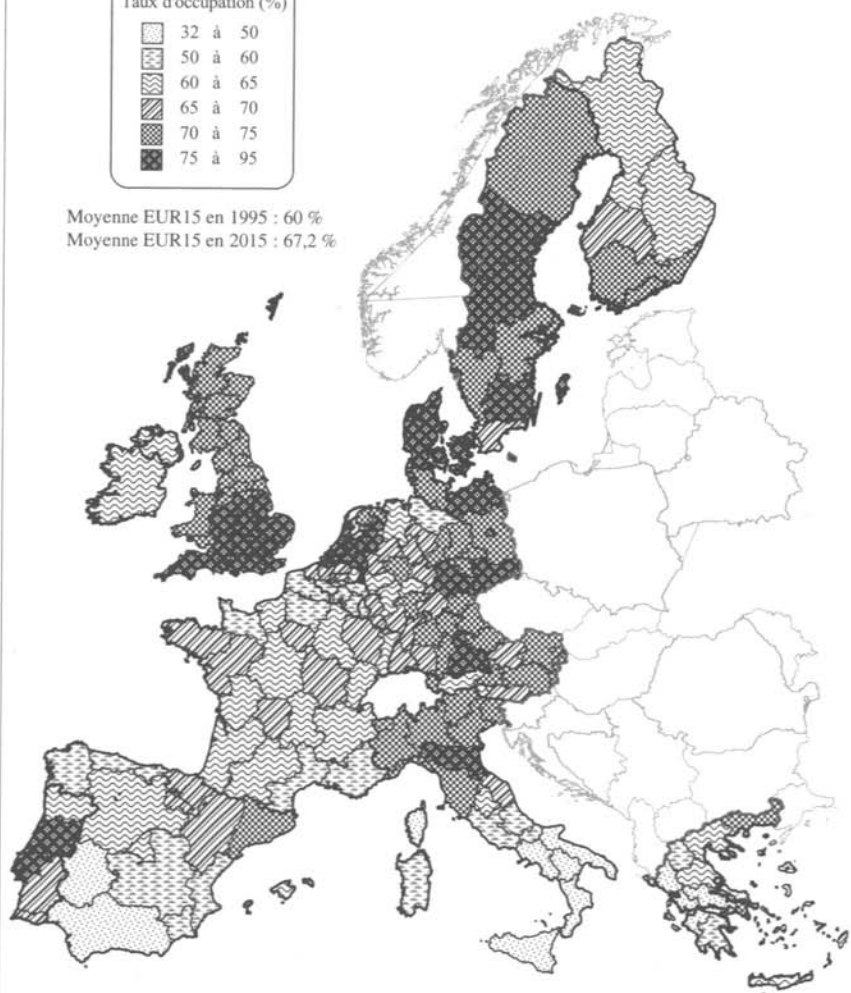 Taux d'occupation (%)
32 à 50
50 à 60
60 à 65
65 à 70
70 à 75
75 à 95
Moyenne EUR15 en 1995 : 60 %
Moyenne EUR15 en 2015 : 67,2 %